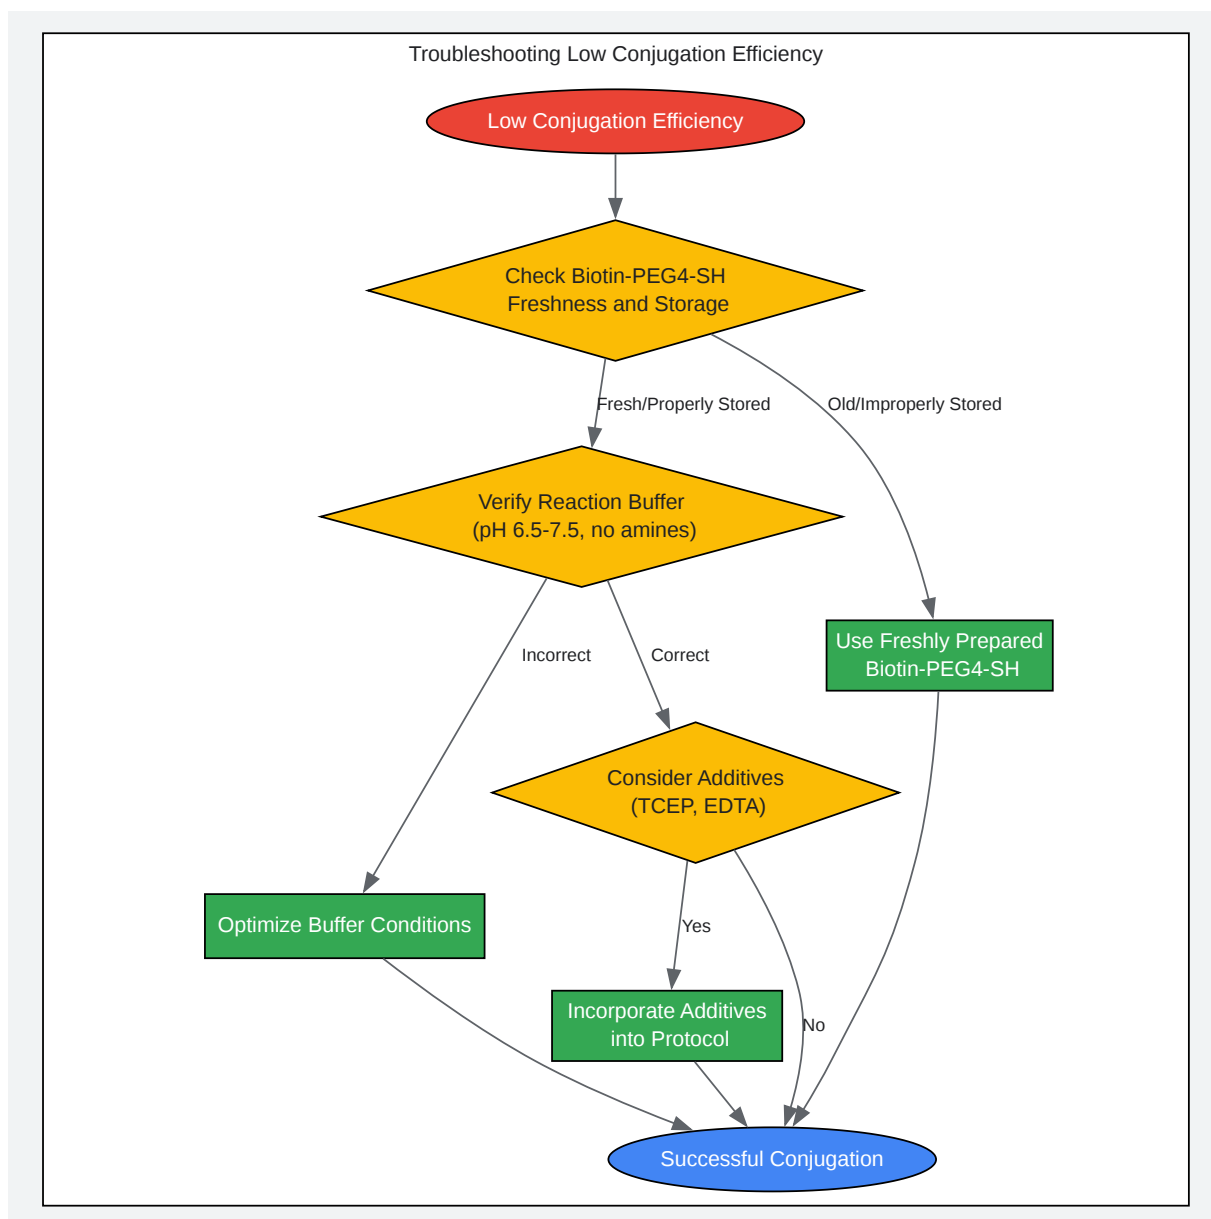 Troubleshooting Low Conjugation Efficiency
Low Conjugation Efficiency
Check Biotin-PEG4-SH
Freshness and Storage
Fresh/Properly Stored
Old/Improperly Stored
Verify Reaction Buffer
(pH 6.5-7.5, no amines)
Incorrect
Correct
Use Freshly Prepared
Biotin-PEG4-SH
Consider Additives
(TCEP, EDTA)
Optimize Buffer Conditions
Yes
Incorporate Additives
into Protocol
No
Successful Conjugation